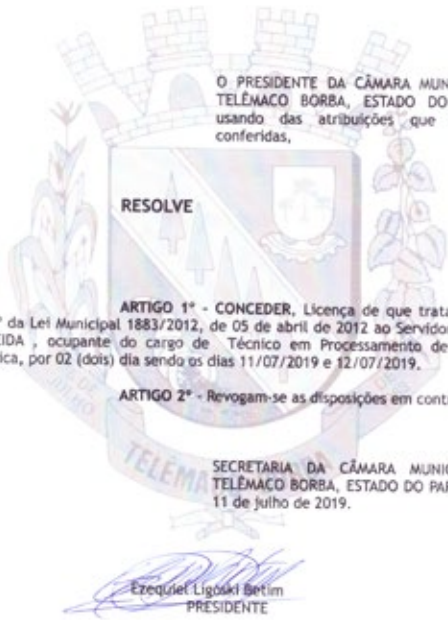 O PRESIDENTE DA CÂMARA MUN
TELÊMACO BORBA, ESTADO DO
usando das atribuições que
conferidas,
RESOLVE
ARTIGO 1º - CONCEDER, Licença de que trata
º da Lei Municipal 1883/2012, de 05 de abril de 2012 ao Servidor
EIDA , ocupante do cargo de Técnico em Processamento de
ica, por 02 (dois) dia sendo os dias 11/07/2019 e 12/07/2019.
ARTIGO 2º - Revogam-se as disposições em cont
TELÊMA
SECRETARIA DA CÂMARA MUNIC
TELÊMACO BORBA, ESTADO DO PAR
11 de julho de 2019.
Ezequiel Ligoski Betim
PRESIDENTE